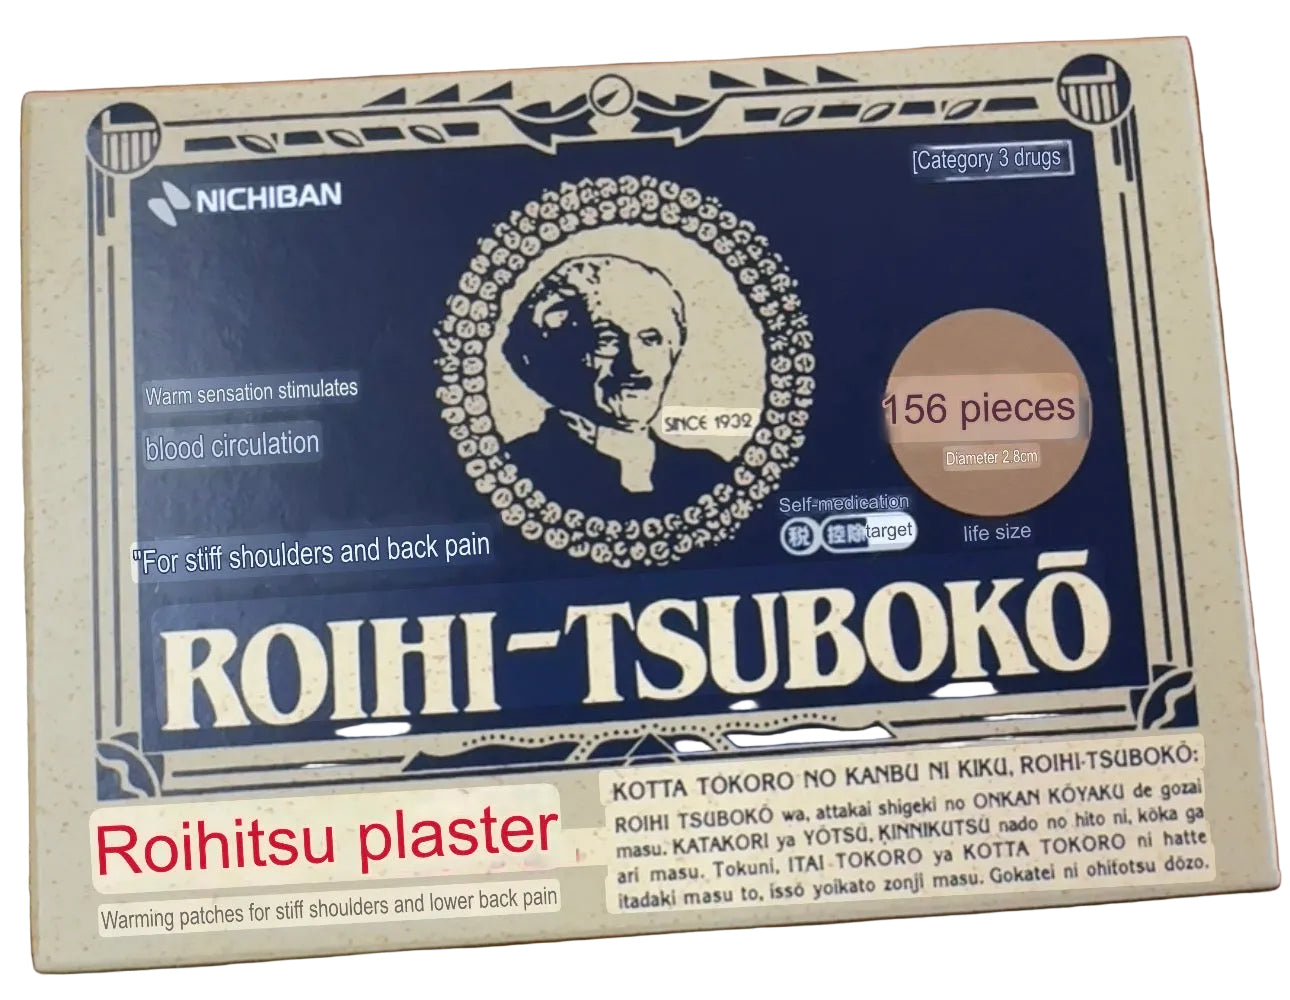 NICHIBAN
[Category 3 drugs
Warm sensation stimulates
blood circulation
SINCE 1932
156 pieces
Diameter 2.8cm
"For stiff shoulders and back pain
Self-medication
税 控除 target
life size
ROIHI-TSUBOKŌ
Roihitsu plaster
Warming patches for stiff shoulders and lower back pain
KOTTA TOKORO NO KANBU NI KIKU, ROIHI-TSUBOKŌ:
ROIHI TSUBOKŌ wa, attakai shigeki no ONKAN KŌYAKU de gozai
masu. KATAKORI ya YŌTSU, KINNIKUTSU nado no hito ni, kōka ga
ari masu. Tokuni, ITAI TOKORO ya KOTTA TOKORO ni hatte
itadaki masu to, issō yoikato zonji masu. Gokatei ni ohitotsu dōzo.